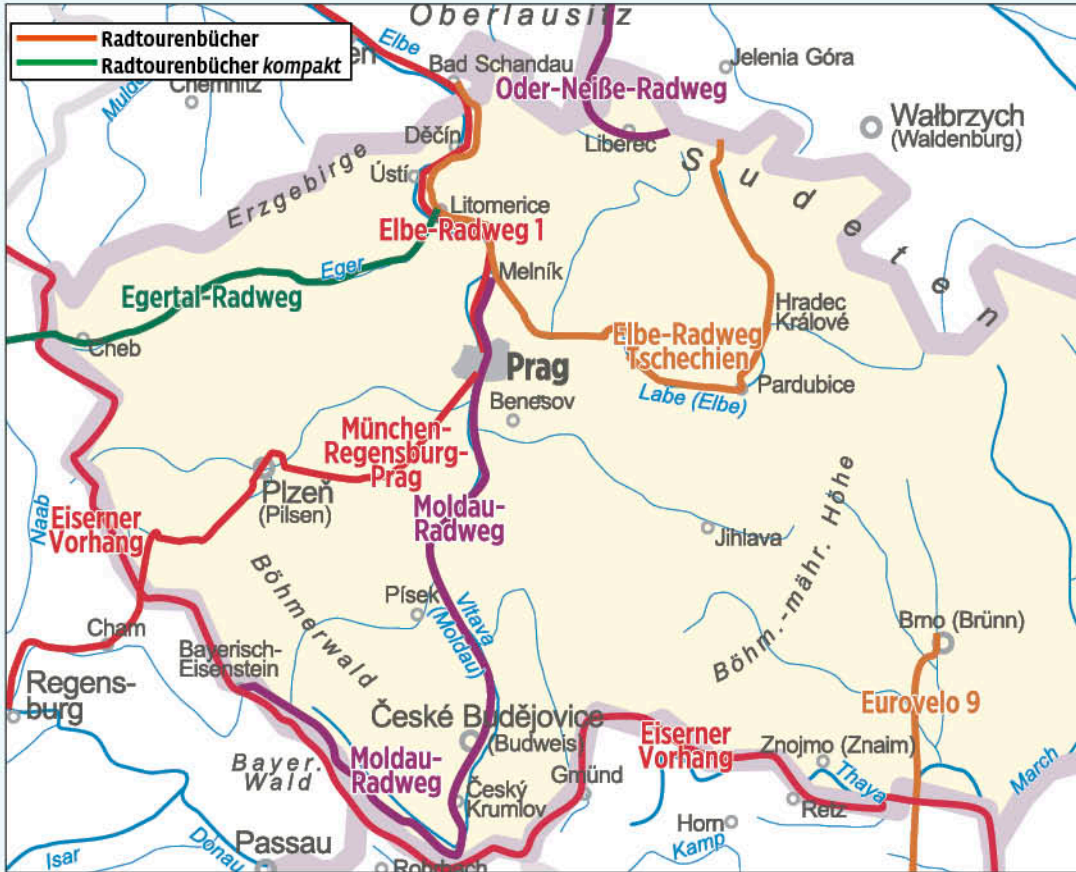 Radtourenbücher
Radtourenbücher kompakt
Oberlausitz
Elbe
en
Bad Schandau
Jelenia Góra
Mulde
Chemnitz
Oder-Neiße-Radweg
Wałbrzych
(Waldenburg)
Děčín
Liberec
Sudeten
Ústí
Erzgebirge
Litomerice
Elbe-Radweg 1
Eger
Melník
Egertal-Radweg
Hradec
Králové
Elbe-Radweg
Tschechien
Cheb
Prag
Pardubice
Labe (Elbe)
Benesov
München-
Regensburg-
Prag
Plzeň
(Pilsen)
Moldau-
Radweg
Naab
Eiserner
Vorhang
Jihlava
Böhm.-mähr. Höhe
Böhmerwald
Písek
Vltava
(Moldau)
Cham
Bayerisch-
Eisenstein
Brno (Brünn)
Regens-
burg
České Budějovice
(Budweis)
Eurovelo 9
Eiserner
Vorhang
Znojmo (Znaim)
Bayer.
Wald
Moldau-
Radweg
Gmünd
Thaya
March
Český
Krumlov
Retz
Horn
Kamp
Passau
Isar
Donau
Rohrbach